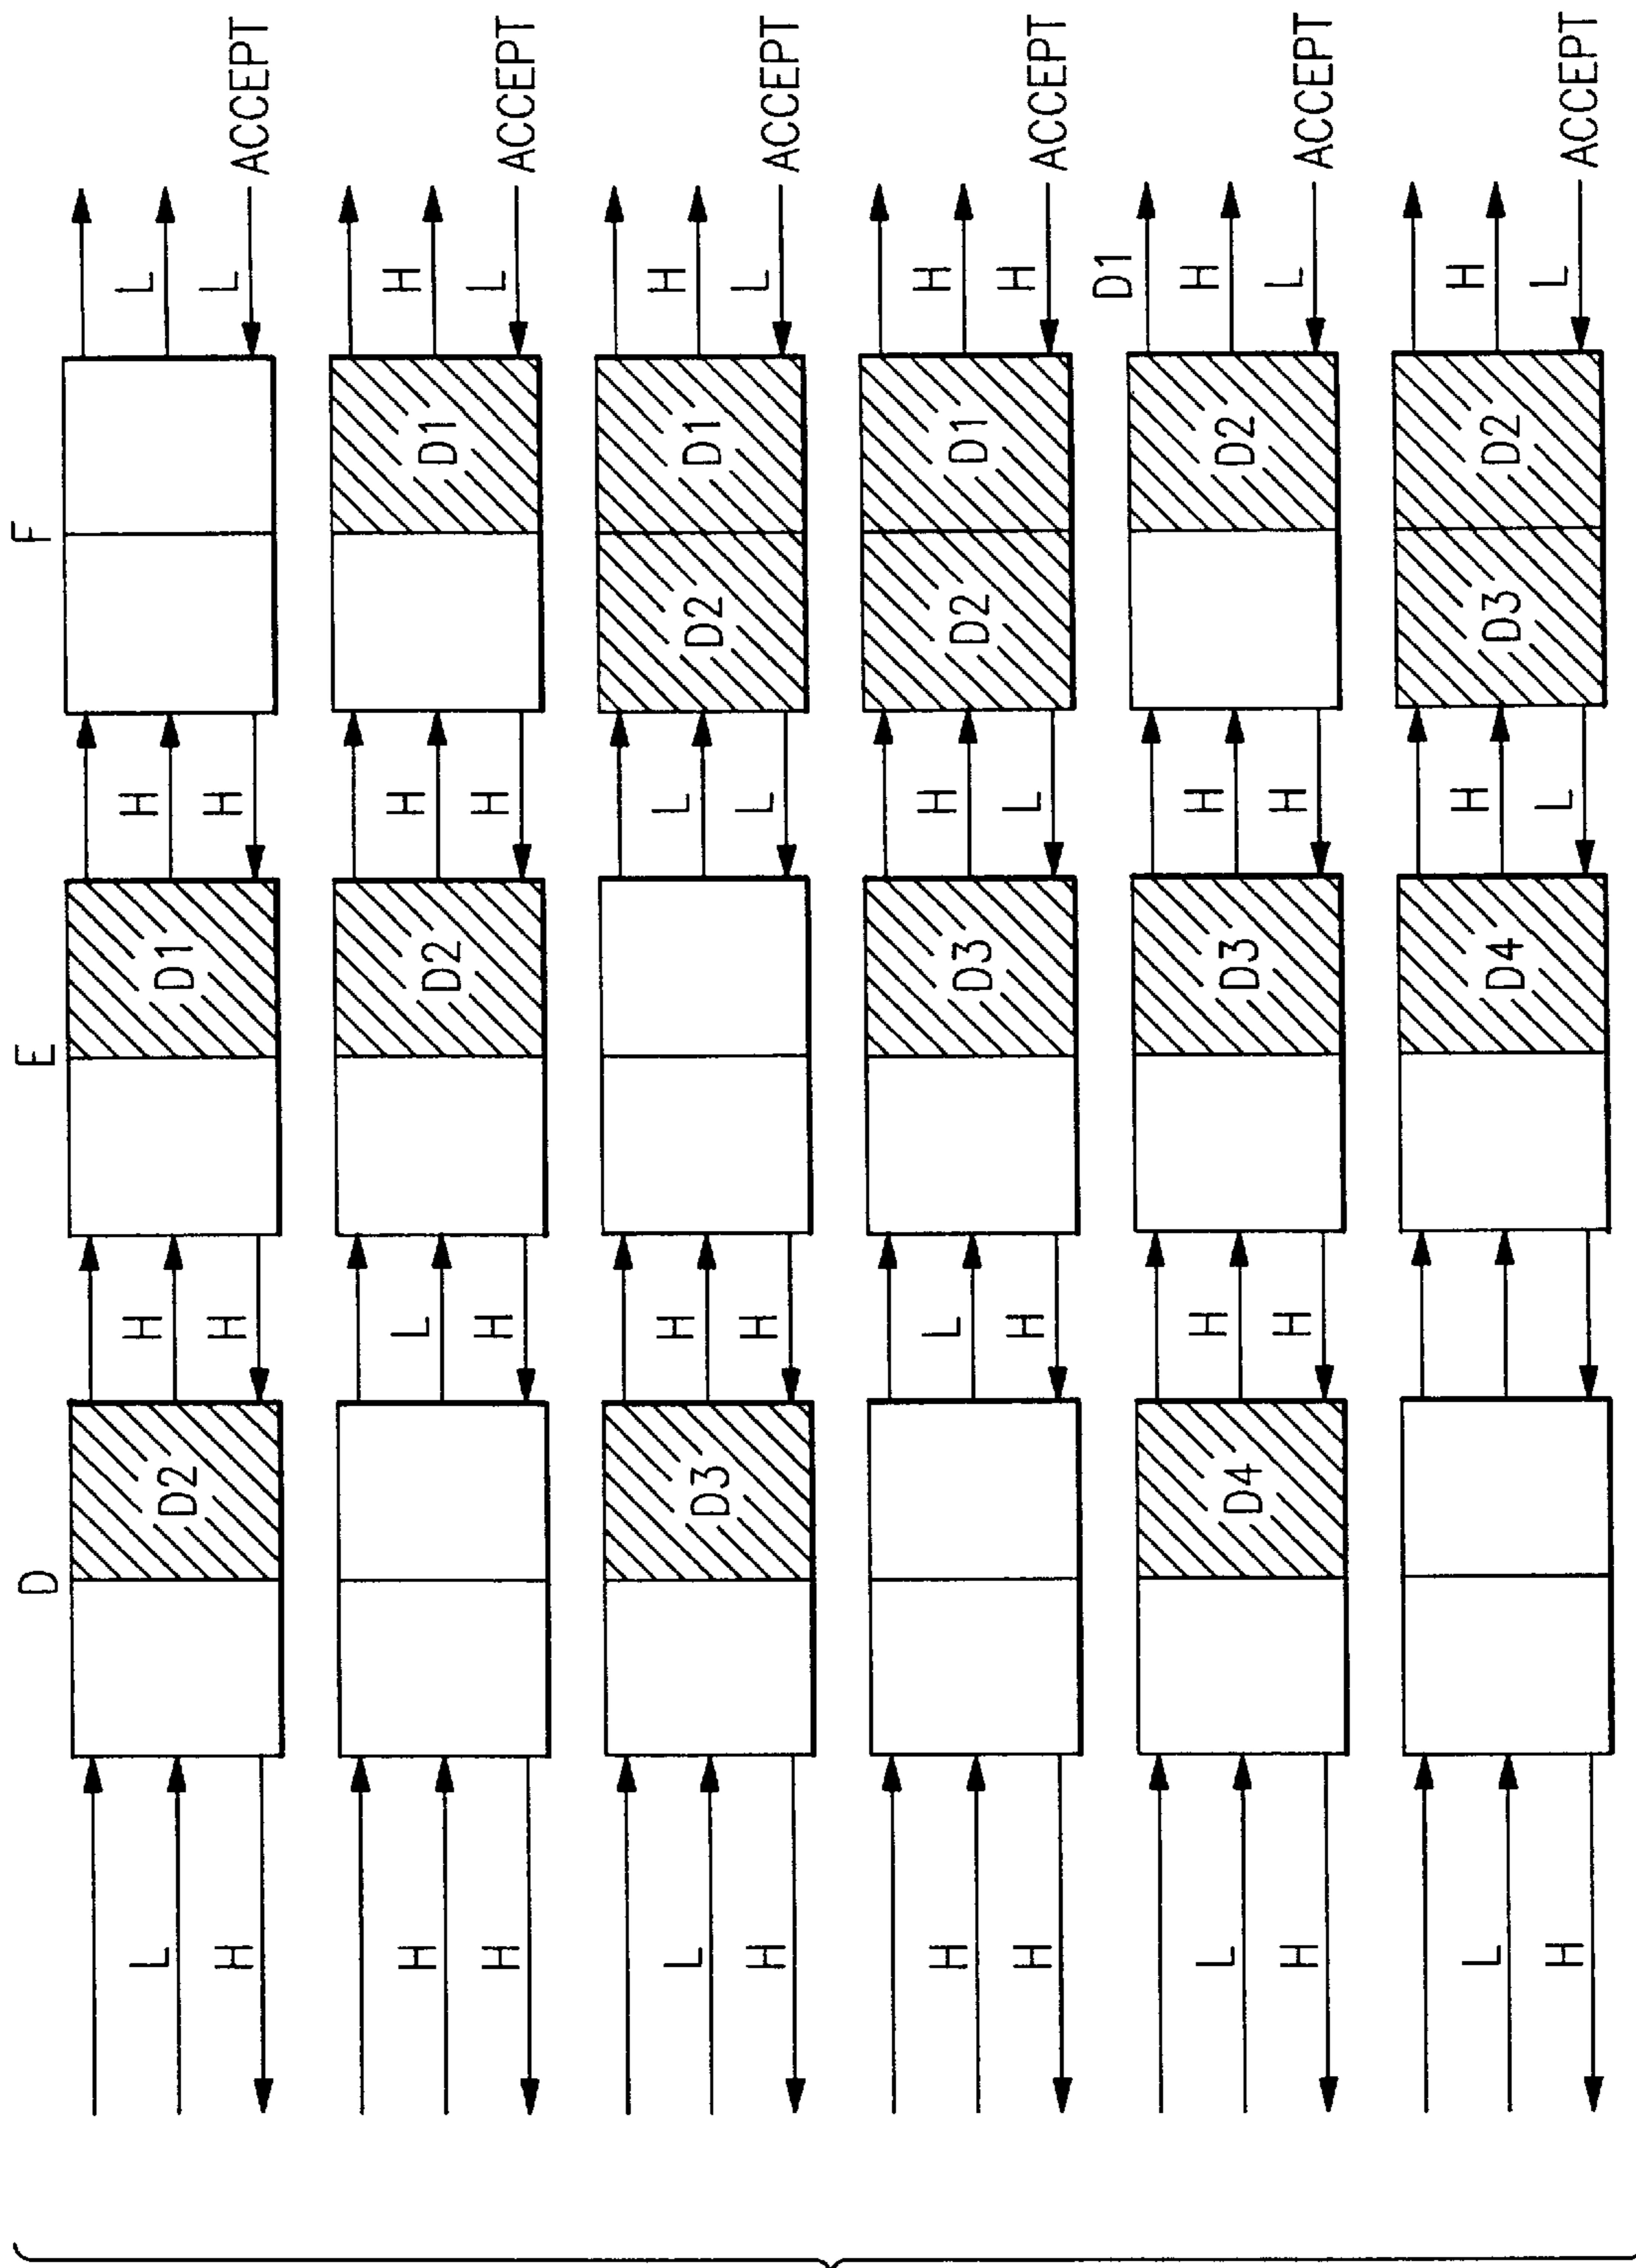 D E F
L H H L
D2 D1
H H H L ACCEPT
H L H H
D2 D1
H H H L ACCEPT
L H L H
D3 D2 D1
H H L L ACCEPT
H L H H
D3 D2 D1
H H L H ACCEPT
D1
L H H H
D4 D3 D2
H H H L ACCEPT
L H H
D4 D3 D2
H L L ACCEPT